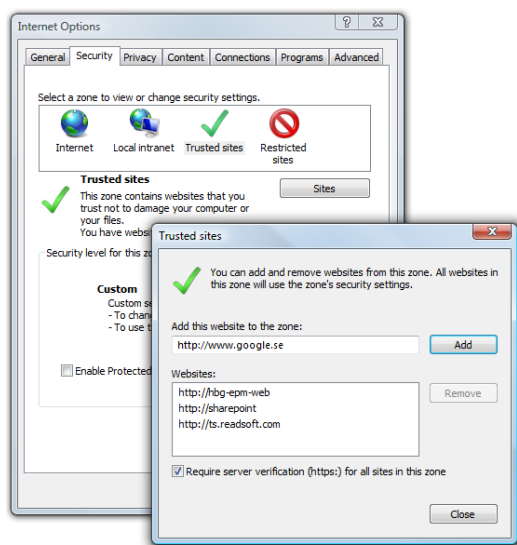 Internet Options
General Security Privacy Content Connections Programs Advanced
Select a zone to view or change security settings.
Internet
Local intranet
Trusted sites
Restricted
sites
Trusted sites
This zone contains websites that you
trust not to damage your computer or
your files.
You have
Sites
Security level for this
Custom
Custom
- To
- To use
Enable Protected
Trusted sites
You can add and remove websites from this zone. All websites in
this zone will use the zone's security settings.
Add this website to the zone:
http://www.google.se
Add
Websites:
http://hbg-epm-web
http://sharepoint
http://ts.readsoft.com
Remove
Require server verification (https:) for all sites in this zone
Close